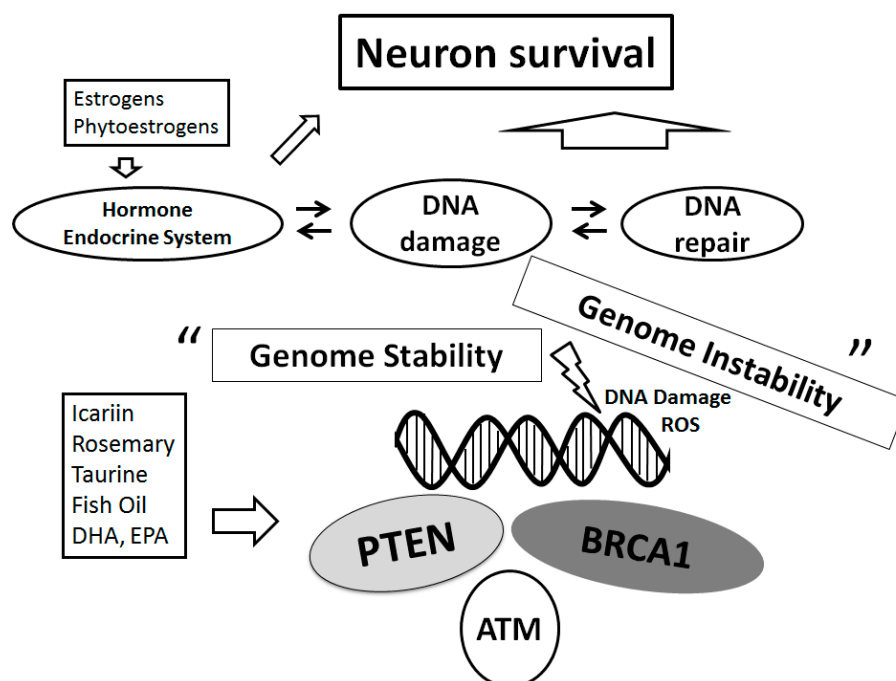 Neuron survival
Estrogens
Phytoestrogens
Hormone
Endocrine System
DNA
damage
DNA
repair
“
Genome Stability
Genome Instability
”
DNA Damage
ROS
Icariin
Rosemary
Taurine
Fish Oil
DHA, EPA
PTEN
BRCA1
ATM